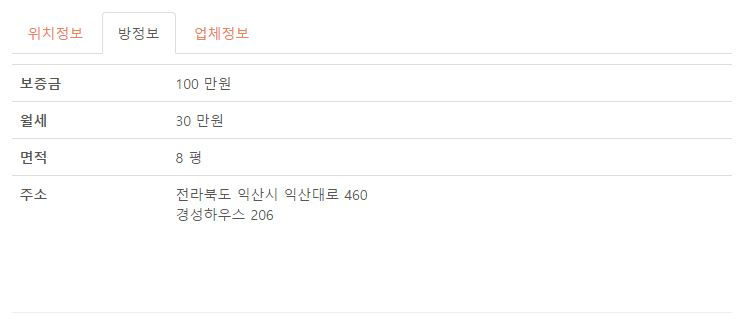 위치정보 방정보 업체정보
보증금 100 만원
월세 30 만원
면적 8 평
주소 전라북도 익산시 익산대로 460
경성하우스 206